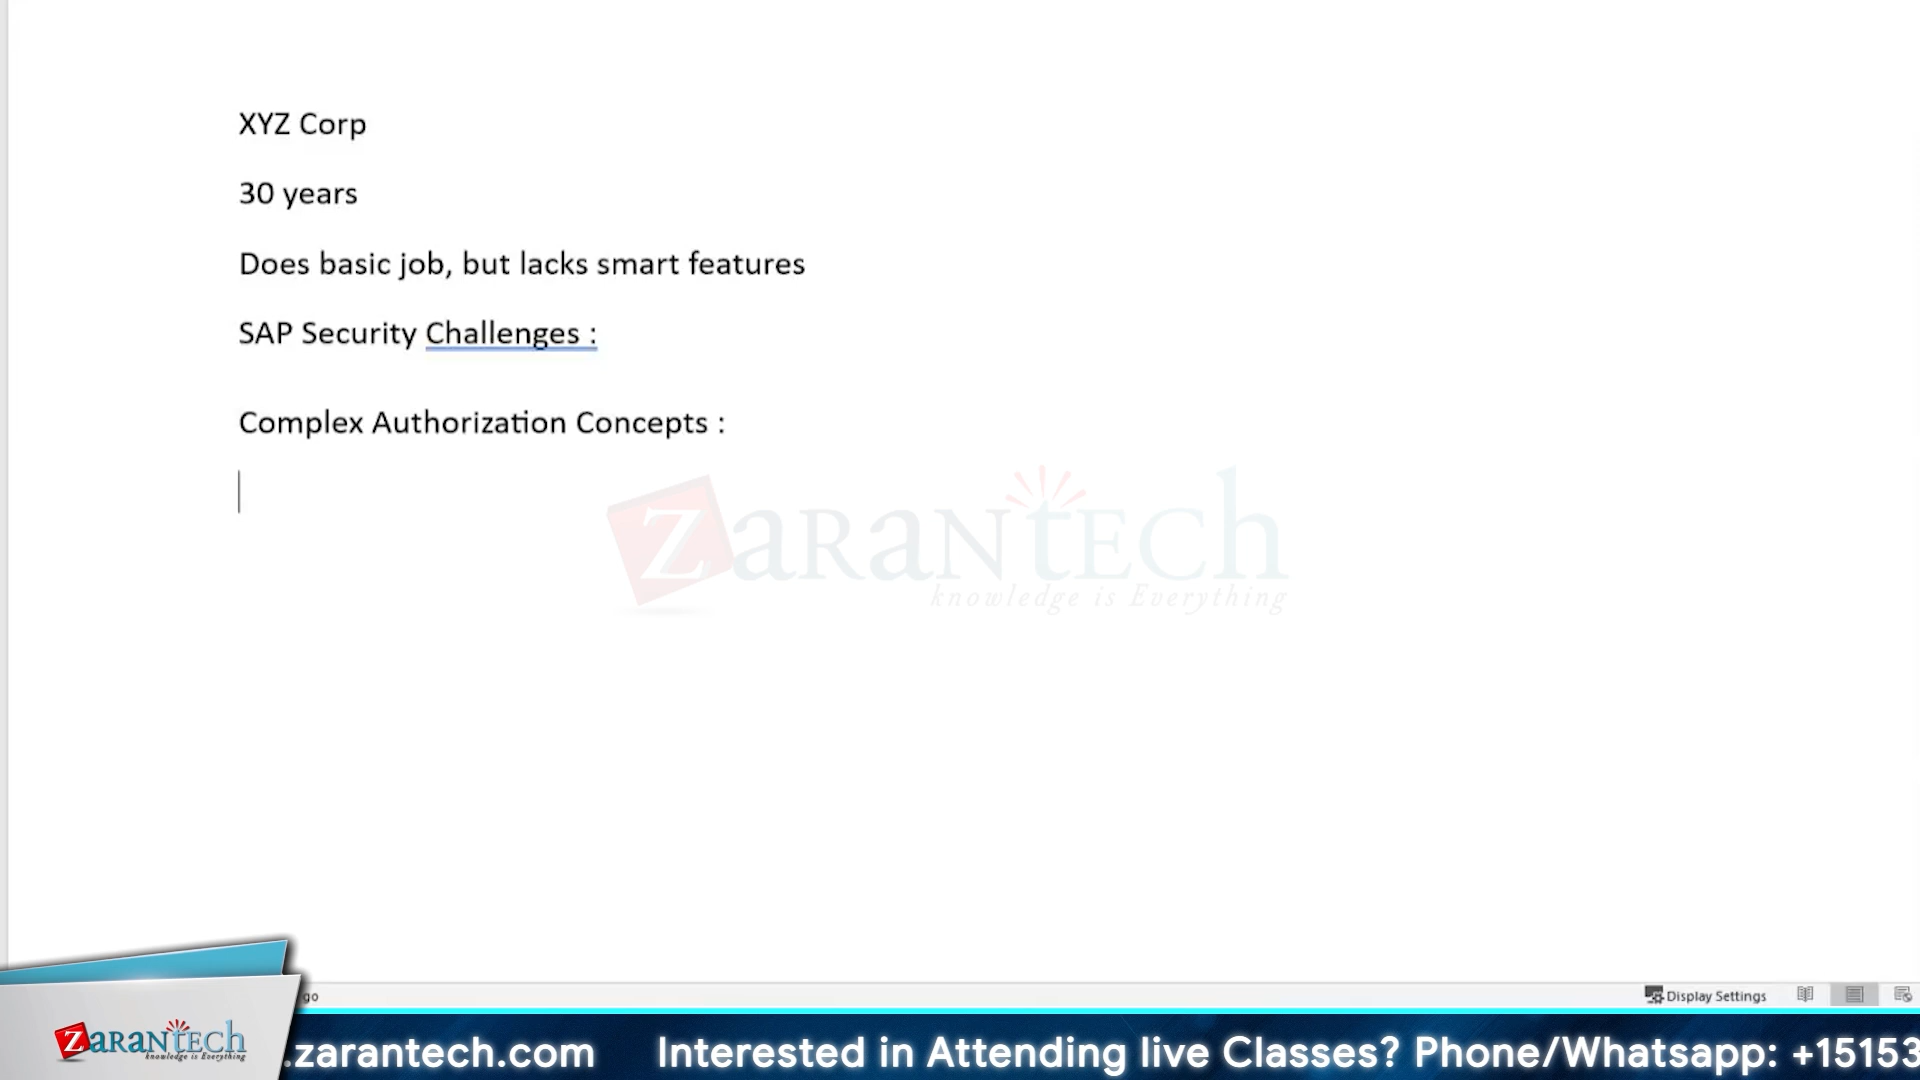 XYZ Corp
30 years
Does basic job, but lacks smart features
SAP Security Challenges :
Complex Authorization Concepts :
ZaranTech
knowledge is Everything
go
Display Settings
ZaranTech
knowledge is Everything
.zarantech.com Interested in Attending live Classes? Phone/Whatsapp: +15153